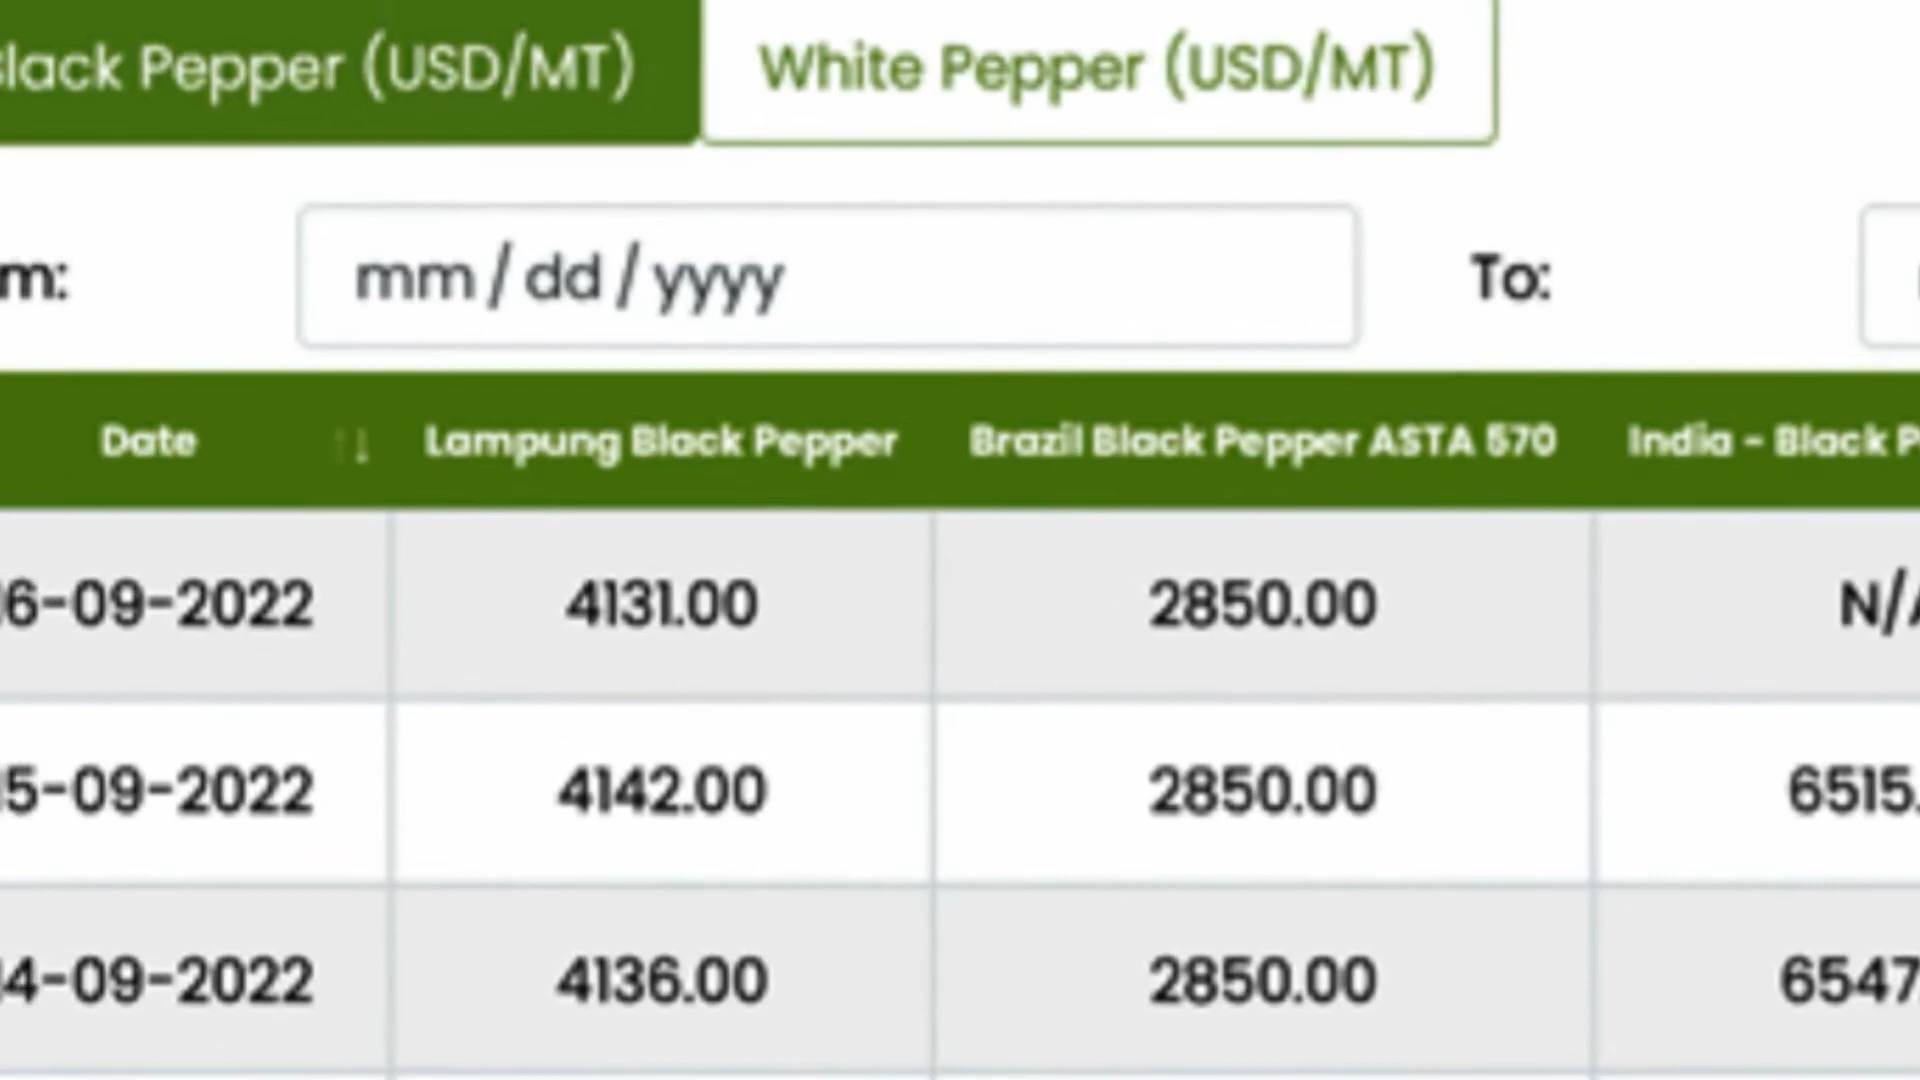 Black Pepper (USD/MT) White Pepper (USD/MT)
mm / dd / yyyy To:
Date Lampung Black Pepper Brazil Black Pepper ASTA 570 India - Black
6-09-2022 4131.00 2850.00 N/A
5-09-2022 4142.00 2850.00 6515.
4-09-2022 4136.00 2850.00 6547